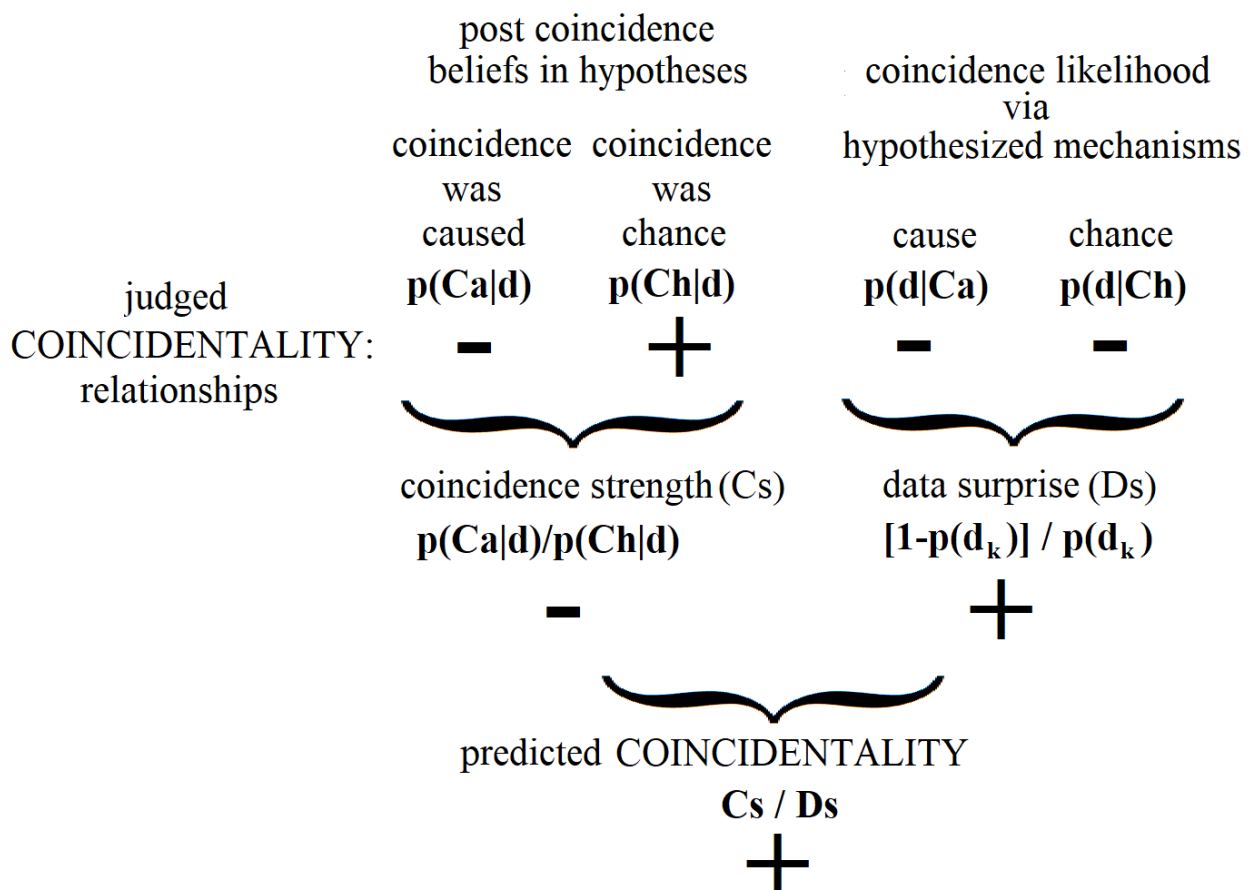 post coincidence
beliefs in hypotheses
coincidence likelihood
via
hypothesized mechanisms
coincidence was caused
coincidence was chance
cause
chance
p(Ca|d)
p(Ch|d)
p(d|Ca)
p(d|Ch)
judged
COINCIDENTALITY:
relationships
-
+
-
-
coincidence strength (Cs)
data surprise (Ds)
p(Ca|d)/p(Ch|d)
[1-p(dₖ)] / p(dₖ)
-
+
predicted COINCIDENTALITY
Cs / Ds
+